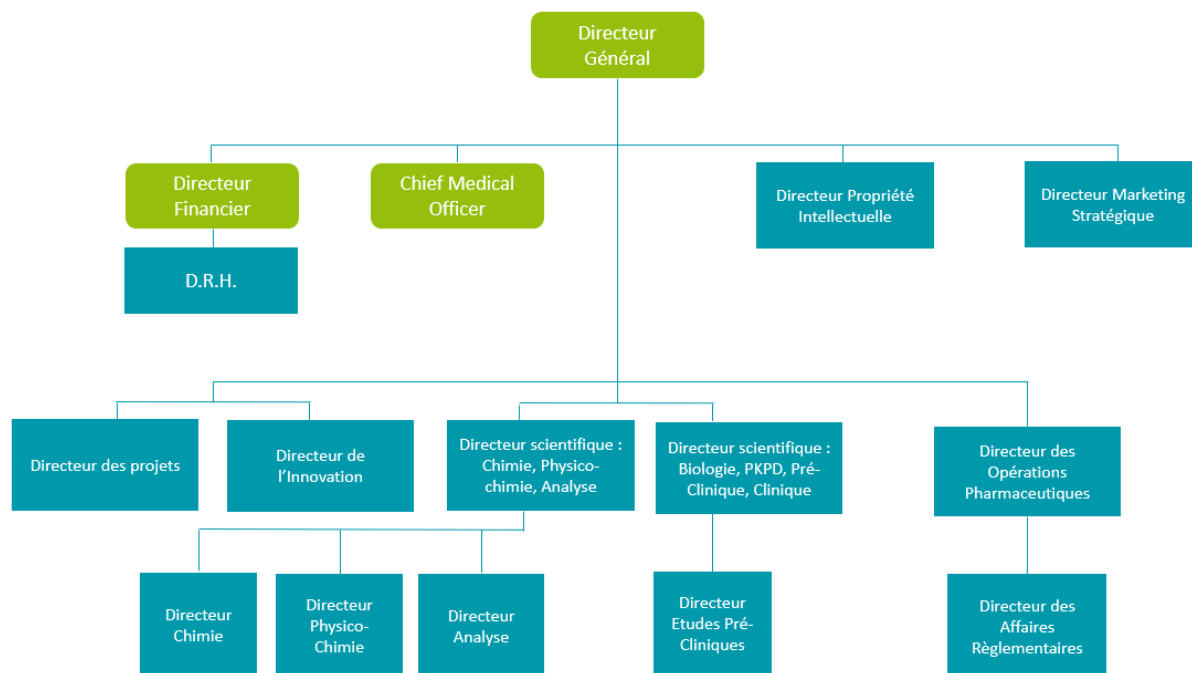 Directeur
Général
Directeur
Financier
Chief Medical
Officer
Directeur Propriété
Intellectuelle
Directeur Marketing
Stratégique
D.R.H.
Directeur des projets
Directeur de
l’Innovation
Directeur scientifique :
Chimie, Physico-
chimie, Analyse
Directeur scientifique :
Biologie, PKPD, Pré-
Clinique, Clinique
Directeur des
Opérations
Pharmaceutiques
Directeur
Chimie
Directeur
Physico-
Chimie
Directeur
Analyse
Directeur
Etudes Pré-
Cliniques
Directeur des
Affaires
Règlementaires